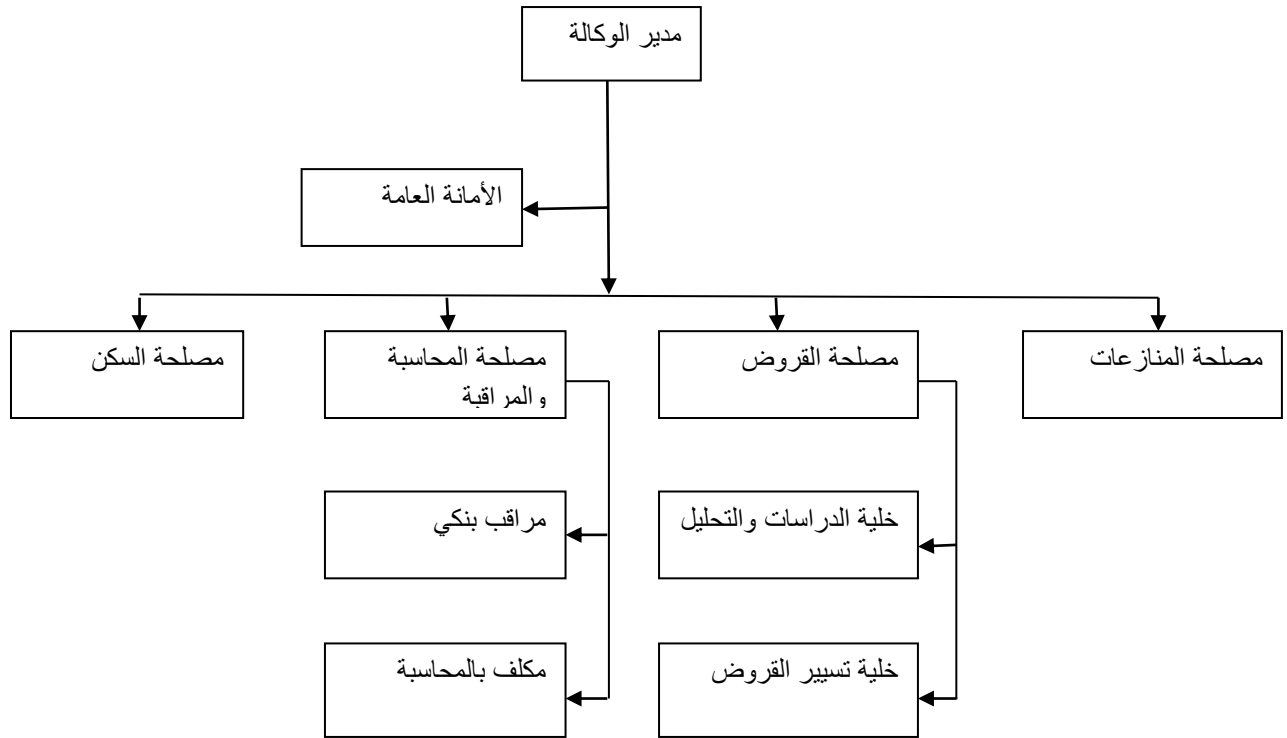 مدير الوكالة
الأمانة العامة
مصلحة المنازعات
مصلحة القروض
مصلحة المحاسبة
والمراقبة
مصلحة السكن
خلية الدراسات والتحليل
مراقب بنكي
خلية تسيير القروض
مكلف بالمحاسبة